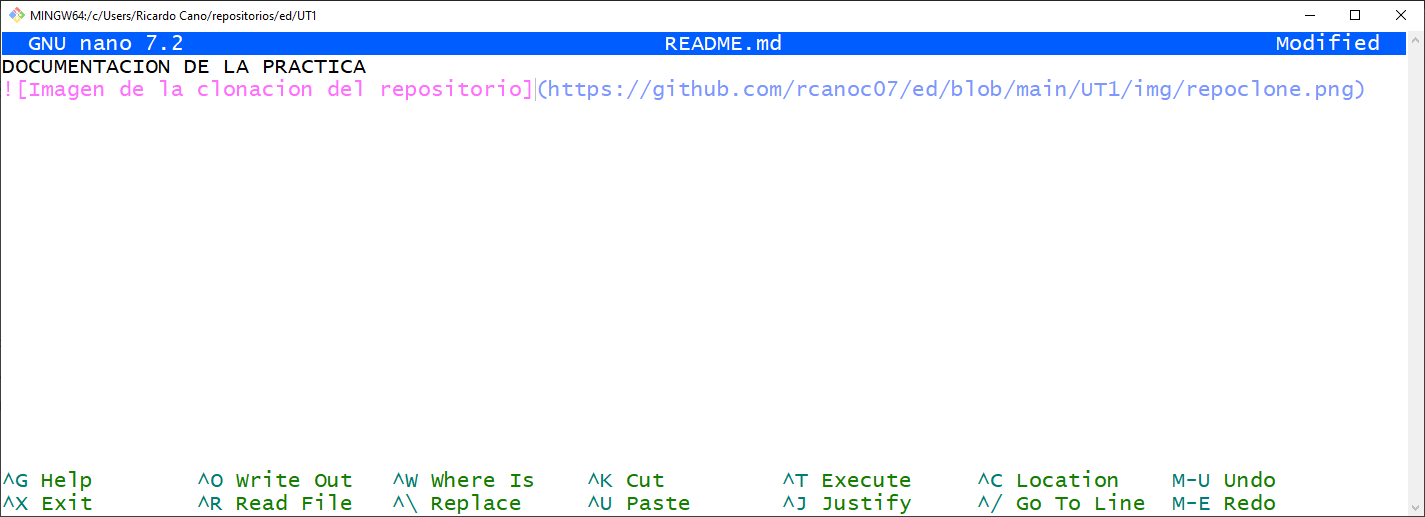 MINGW64:/c/Users/Ricardo Cano/repositorios/ed/UT1
GNU nano 7.2 README.md Modified
DOCUMENTACION DE LA PRACTICA
![Imagen de la clonacion del repositorio](https://github.com/rcanoc07/ed/blob/main/UT1/img/repoclone.png)
^G Help ^O Write Out ^W Where Is ^K Cut ^T Execute ^C Location M-U Undo
^X Exit ^R Read File ^\ Replace ^U Paste ^J Justify ^/ Go To Line M-E Redo